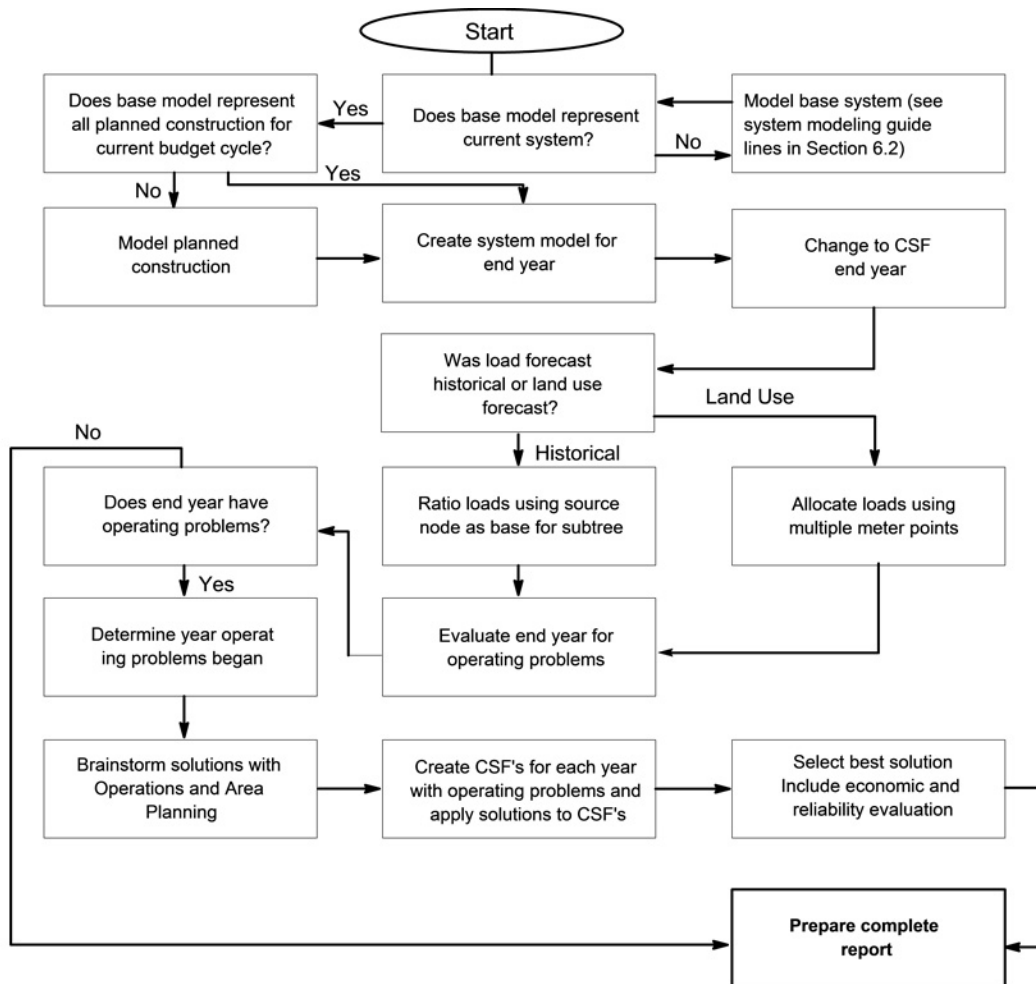 Start
Does base model represent
all planned construction for
current budget cycle?
Yes
Does base model represent
current system?
No
Model base system (see
system modeling guide
lines in Section 6.2)
No
Yes
Model planned
construction
Create system model for
end year
Change to CSF
end year
Was load forecast
historical or land use
forecast?
Land Use
Historical
No
Does end year have
operating problems?
Ratio loads using source
node as base for subtree
Allocate loads using
multiple meter points
Yes
Determine year operat
ing problems began
Evaluate end year for
operating problems
Brainstorm solutions with
Operations and Area
Planning
Create CSF's for each year
with operating problems and
apply solutions to CSF's
Select best solution
Include economic and
reliability evaluation
Prepare complete
report